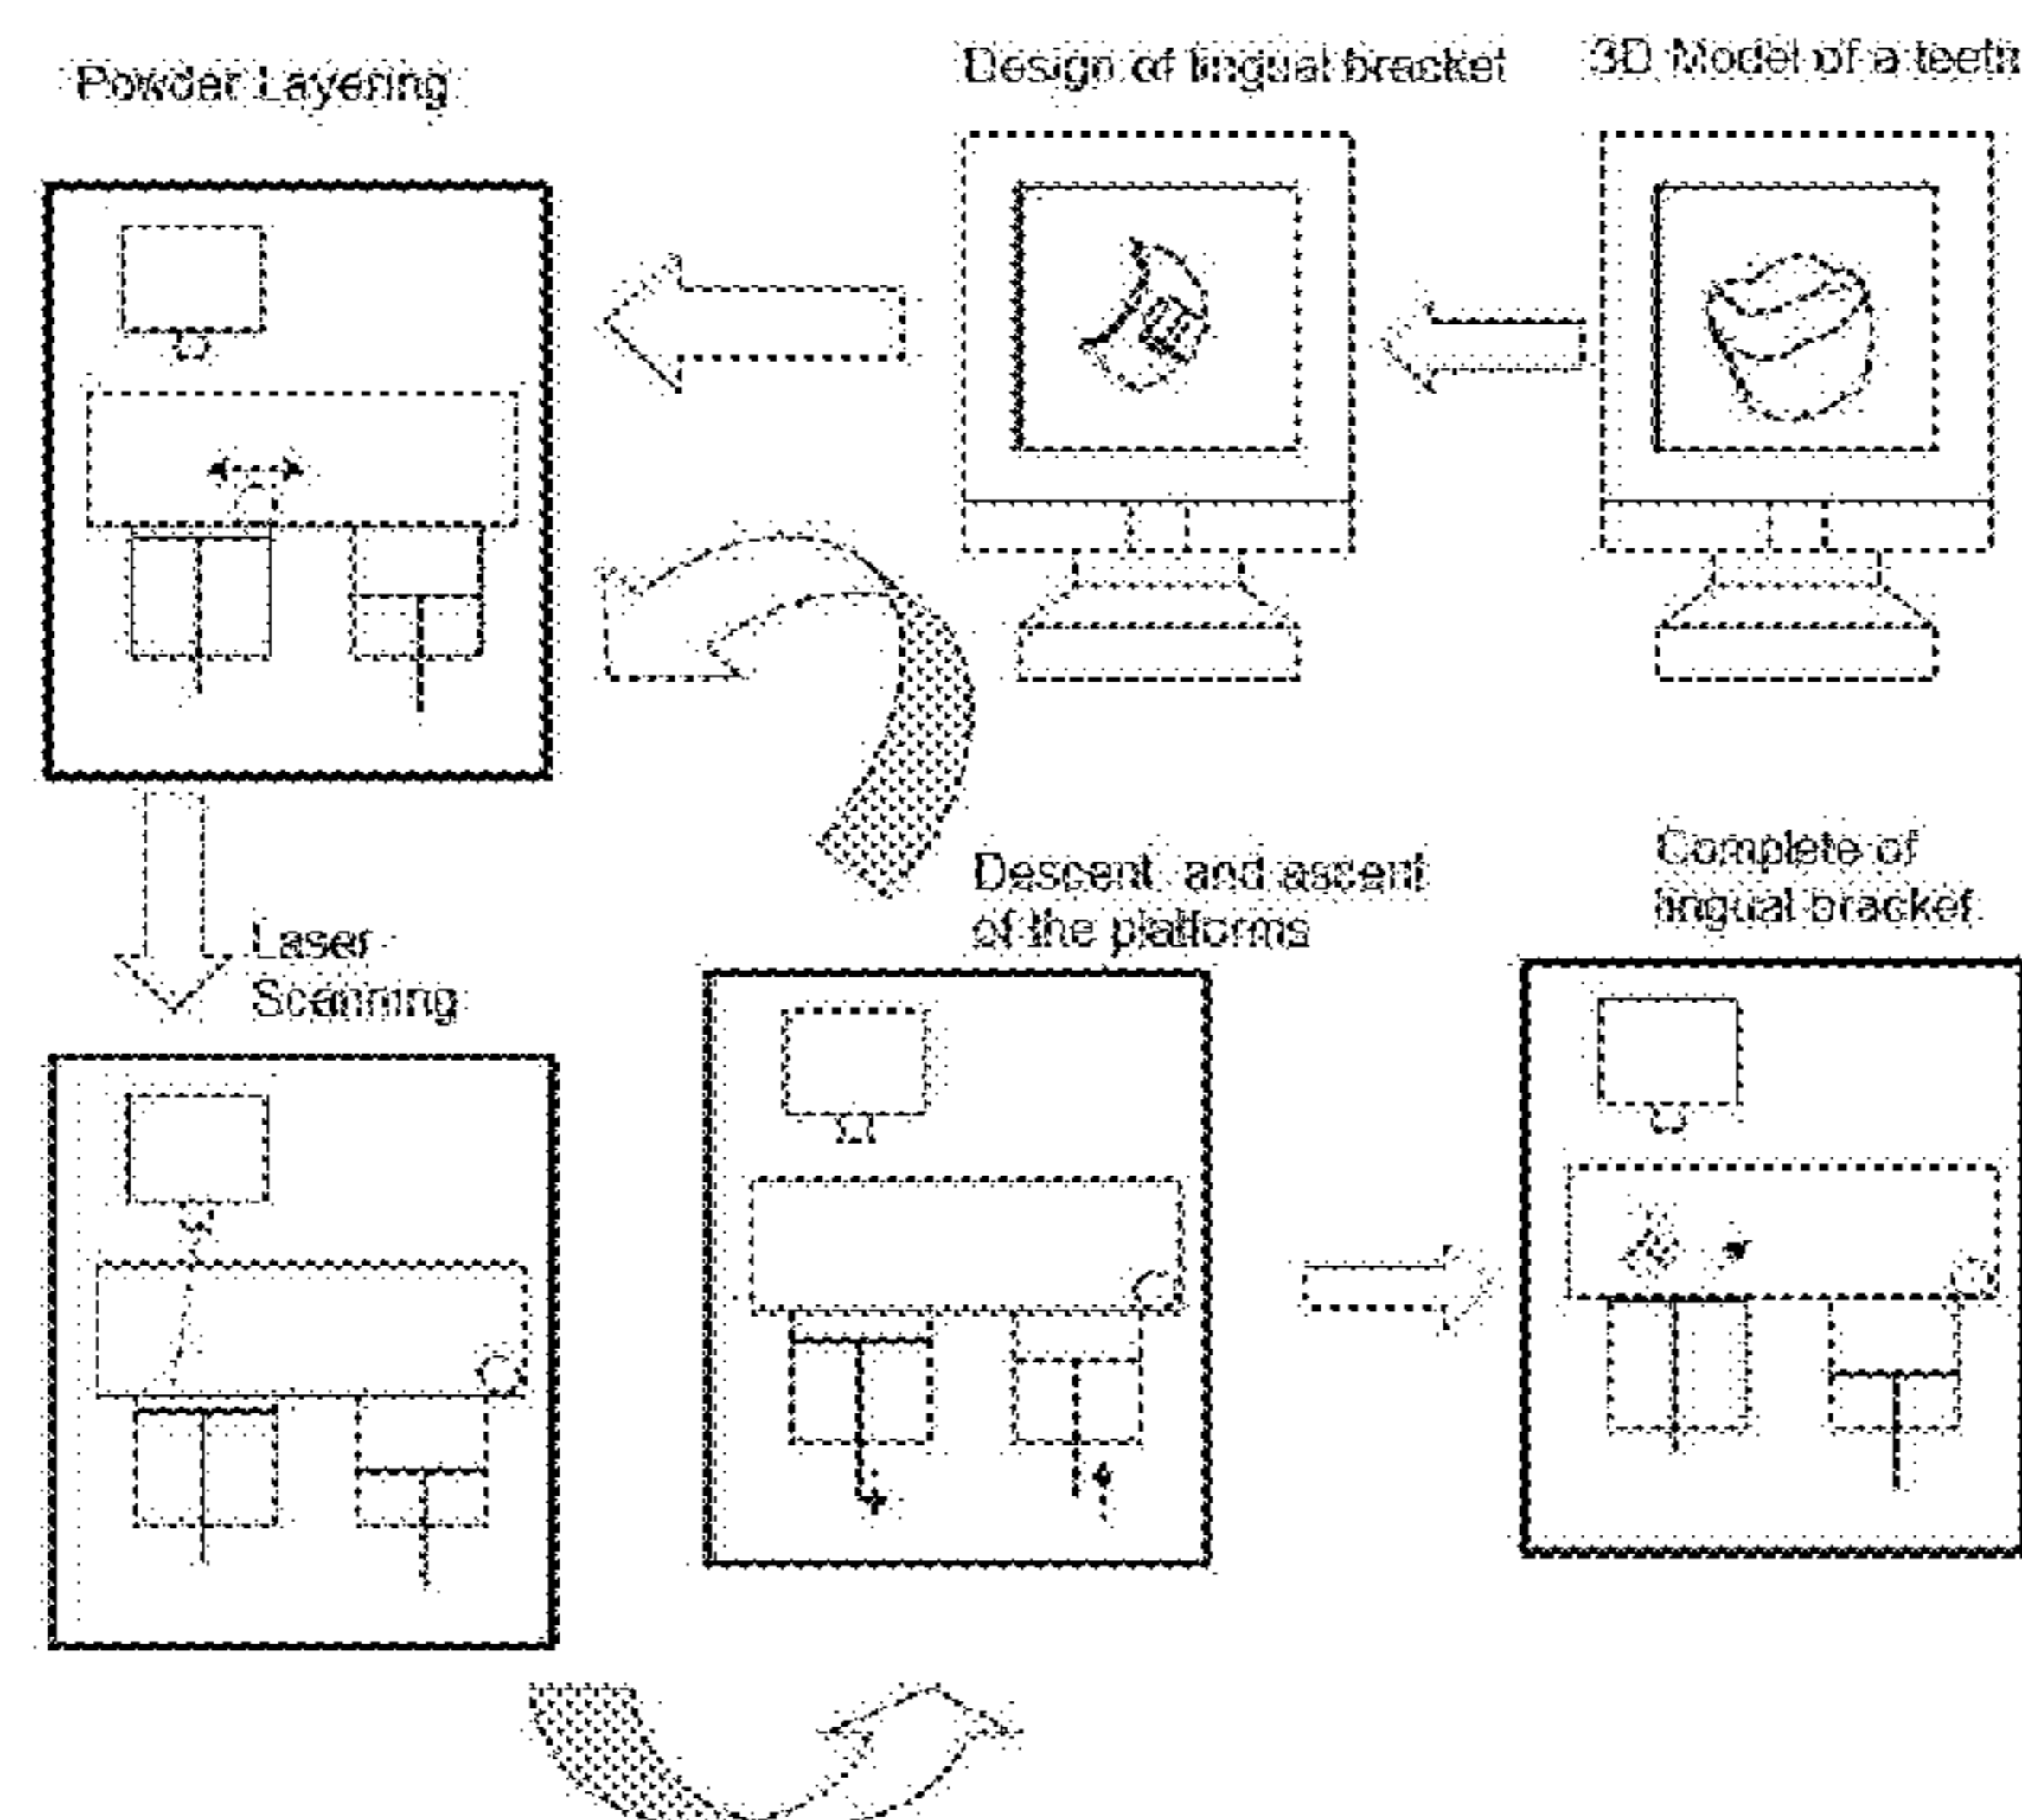 Powder Layering
Design of lingual bracket
3D Model of a teeth
Laser
Scanning
Descent and ascent
of the platforms
Complete of
lingual bracket